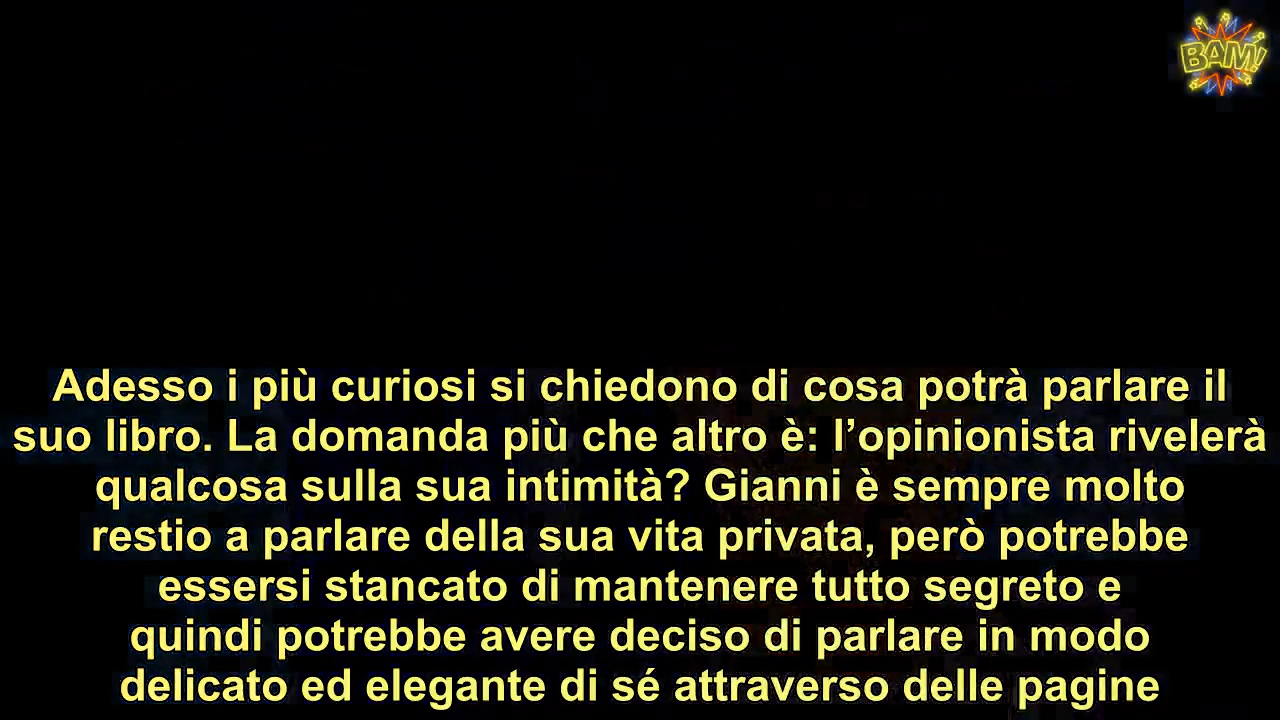 BAM!
Adesso i più curiosi si chiedono di cosa potrà parlare il
suo libro. La domanda più che altro è: l’opinionista rivelerà
qualcosa sulla sua intimità? Gianni è sempre molto
restio a parlare della sua vita privata, però potrebbe
essersi stancato di mantenere tutto segreto e
quindi potrebbe avere deciso di parlare in modo
delicato ed elegante di sé attraverso delle pagine